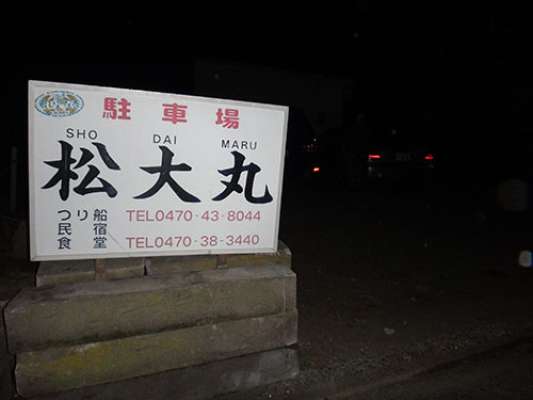 駐車場
SHO DAI MARU
松大丸
つり船 TEL0470-43-8044
民宿
食堂 TEL0470-38-3440